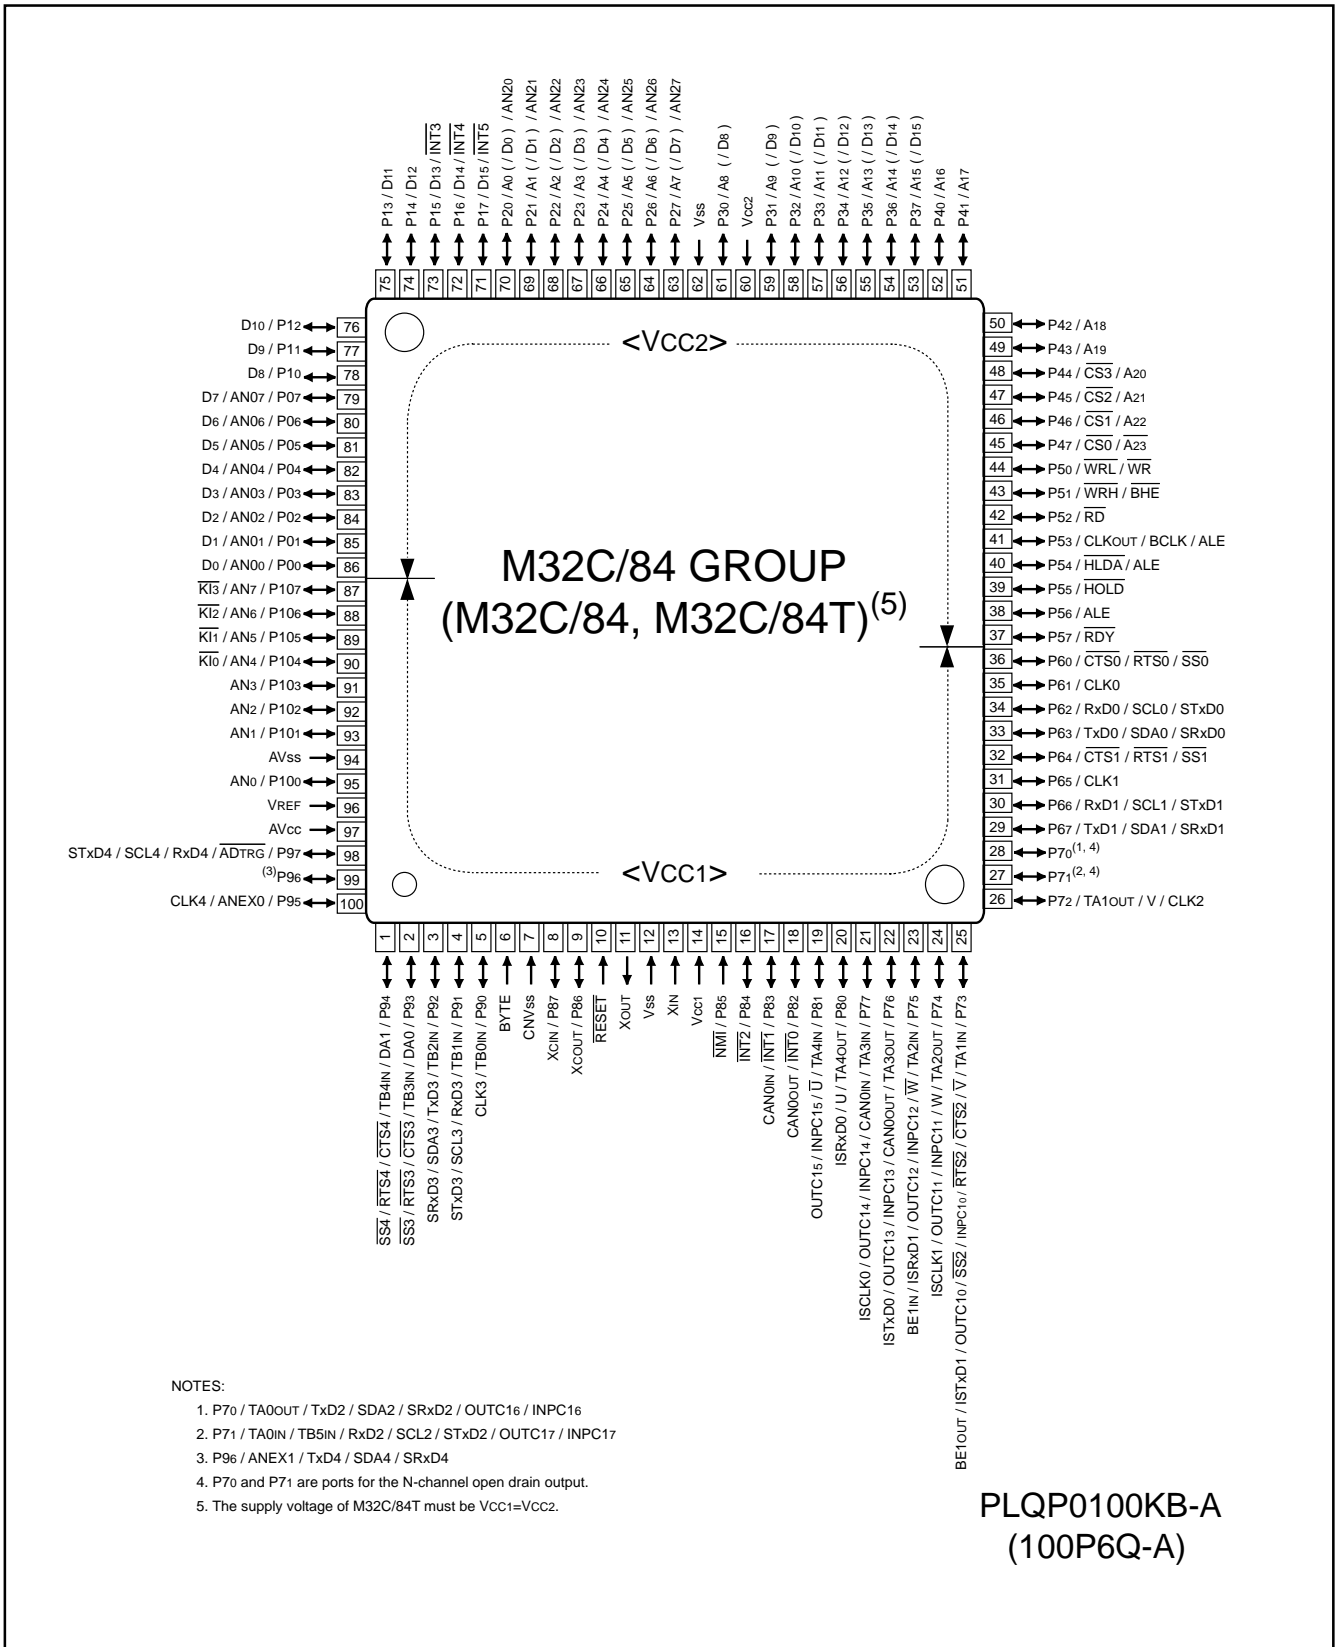 P13 / D11
P14 / D12
P15 / D13 / INT3
P16 / D14 / INT4
P17 / D15 / INT5
P20 / A0 ( / D0 ) / AN20
P21 / A1 ( / D1 ) / AN21
P22 / A2 ( / D2 ) / AN22
P23 / A3 ( / D3 ) / AN23
P24 / A4 ( / D4 ) / AN24
P25 / A5 ( / D5 ) / AN25
P26 / A6 ( / D6 ) / AN26
P27 / A7 ( / D7 ) / AN27
Vss
P30 / A8 ( / D8 )
Vcc2
P31 / A9 ( / D9 )
P32 / A10 ( / D10 )
P33 / A11 ( / D11 )
P34 / A12 ( / D12 )
P35 / A13 ( / D13 )
P36 / A14 ( / D14 )
P37 / A15 ( / D15 )
P40 / A16
P41 / A17
75 74 73 72 71 70 69 68 67 66 65 64 63 62 61 60 59 58 57 56 55 54 53 52 51
D10 / P12 76
D9 / P11 77
D8 / P10 78
D7 / AN07 / P07 79
D6 / AN06 / P06 80
D5 / AN05 / P05 81
D4 / AN04 / P04 82
D3 / AN03 / P03 83
D2 / AN02 / P02 84
D1 / AN01 / P01 85
D0 / AN00 / P00 86
KI3 / AN7 / P107 87
KI2 / AN6 / P106 88
KI1 / AN5 / P105 89
KI0 / AN4 / P104 90
AN3 / P103 91
AN2 / P102 92
AN1 / P101 93
AVss 94
AN0 / P100 95
VREF 96
AVcc 97
STxD4 / SCL4 / RxD4 / ADTRG / P97 98
(3)P96 99
CLK4 / ANEX0 / P95 100
<VCC2>
M32C/84 GROUP
(M32C/84, M32C/84T)(5)
<VCC1>
50 P42 / A18
49 P43 / A19
48 P44 / CS3 / A20
47 P45 / CS2 / A21
46 P46 / CS1 / A22
45 P47 / CS0 / A23
44 P50 / WRL / WR
43 P51 / WRH / BHE
42 P52 / RD
41 P53 / CLKOUT / BCLK / ALE
40 P54 / HLDA / ALE
39 P55 / HOLD
38 P56 / ALE
37 P57 / RDY
36 P60 / CTS0 / RTS0 / SS0
35 P61 / CLK0
34 P62 / RxD0 / SCL0 / STxD0
33 P63 / TxD0 / SDA0 / SRxD0
32 P64 / CTS1 / RTS1 / SS1
31 P65 / CLK1
30 P66 / RxD1 / SCL1 / STxD1
29 P67 / TxD1 / SDA1 / SRxD1
28 P70(1, 4)
27 P71(2, 4)
26 P72 / TA1OUT / V / CLK2
1 2 3 4 5 6 7 8 9 10 11 12 13 14 15 16 17 18 19 20 21 22 23 24 25
SS4 / RTS4 / CTS4 / TB4IN / DA1 / P94
SS3 / RTS3 / CTS3 / TB3IN / DA0 / P93
SRxD3 / SDA3 / TxD3 / TB2IN / P92
STxD3 / SCL3 / RxD3 / TB1IN / P91
CLK3 / TB0IN / P90
BYTE
CNVss
XCIN / P87
XCOUT / P86
RESET
XOUT
Vss
XIN
Vcc1
NMI / P85
INT2 / P84
CAN0IN / INT1 / P83
CAN0OUT / INT0 / P82
OUTC15 / INPC15 / U / TA4IN / P81
ISRxD0 / U / TA4OUT / P80
ISCLK0 / OUTC14 / INPC14 / CAN0IN / TA3IN / P77
ISTxD0 / OUTC13 / INPC13 / CAN0OUT / TA3OUT / P76
BE1IN / ISRxD1 / OUTC12 / INPC12 / W / TA2IN / P75
ISCLK1 / OUTC11 / INPC11 / W / TA2OUT / P74
BE1OUT / ISTxD1 / OUTC10 / SS2 / INPC10 / RTS2 / CTS2 / V / TA1IN / P73
NOTES:
1. P70 / TA0OUT / TxD2 / SDA2 / SRxD2 / OUTC16 / INPC16
2. P71 / TA0IN / TB5IN / RxD2 / SCL2 / STxD2 / OUTC17 / INPC17
3. P96 / ANEX1 / TxD4 / SDA4 / SRxD4
4. P70 and P71 are ports for the N-channel open drain output.
5. The supply voltage of M32C/84T must be VCC1=VCC2.
PLQP0100KB-A
(100P6Q-A)